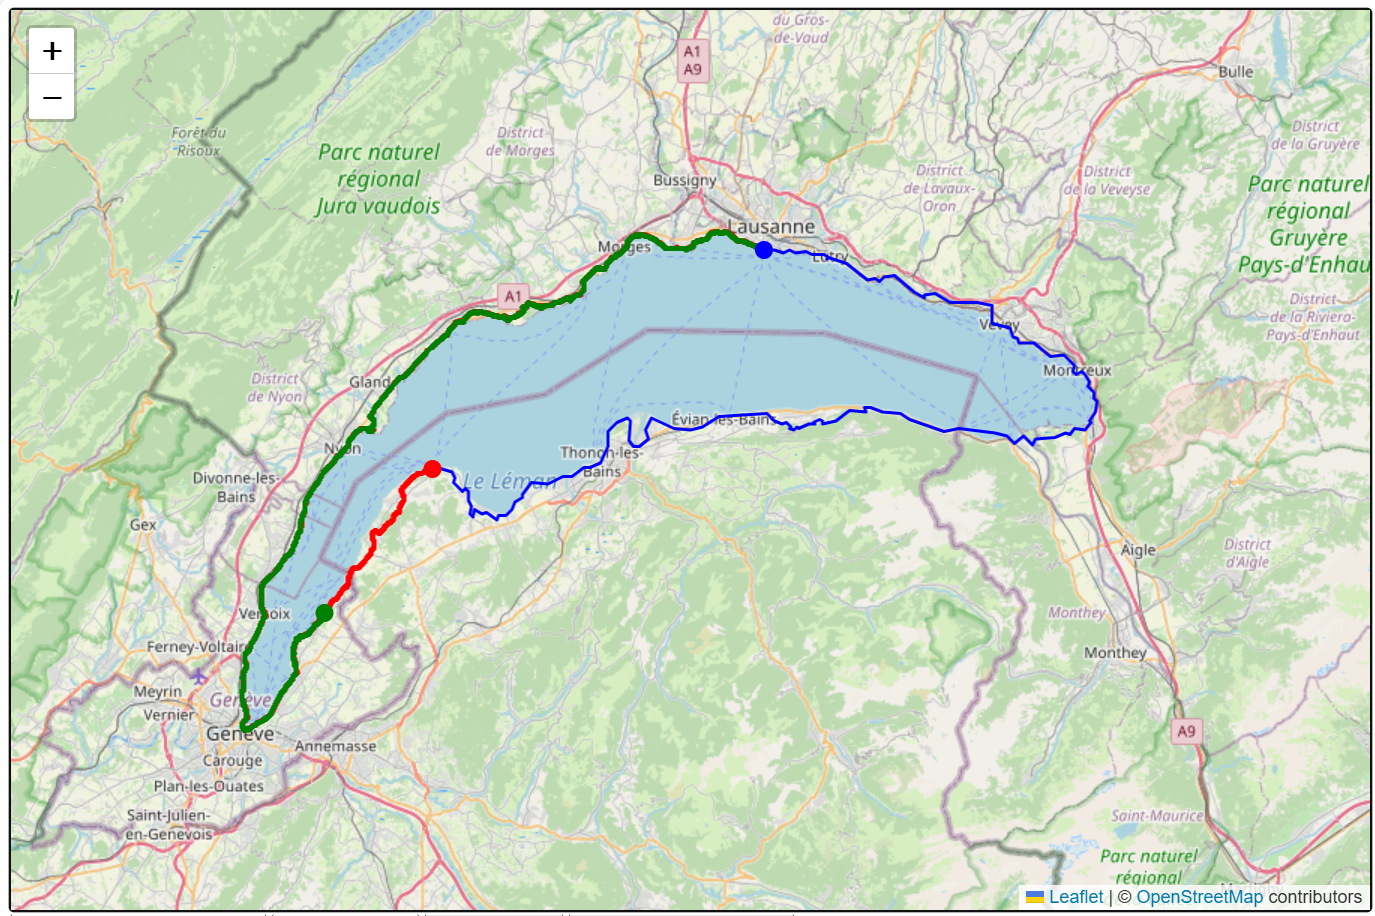 +
−
du Gros-
de-Vaud
A1
A9
Bulle
Forêt du
Risoux
District
de Morges
District
de la Gruyère
Parc naturel
régional
Jura vaudois
Bussigny
District
de Lavaux-
Oron
District
de la Veveyse
Parc naturel
régional
Gruyère
Pays-d'Enhau
Lausanne
Morges
Lutry
A1
District
de la Riviera-
Pays-d'Enhaut
Vevey
Montreux
District
de Nyon
Gland
Évian-les-Bains
Nyon
Thonon-les-
Bains
Divonne-les-
Bains
Le Léman
Gex
Aigle
District
d'Aigle
Versoix
Monthey
Ferney-Voltaire
Monthey
Meyrin
Genève
Vernier
Genève
Annemasse
A9
Carouge
Plan-les-Ouates
Saint-Julien-
en-Genevois
Saint-Maurice
Parc naturel
régional
Leaflet | © OpenStreetMap contributors